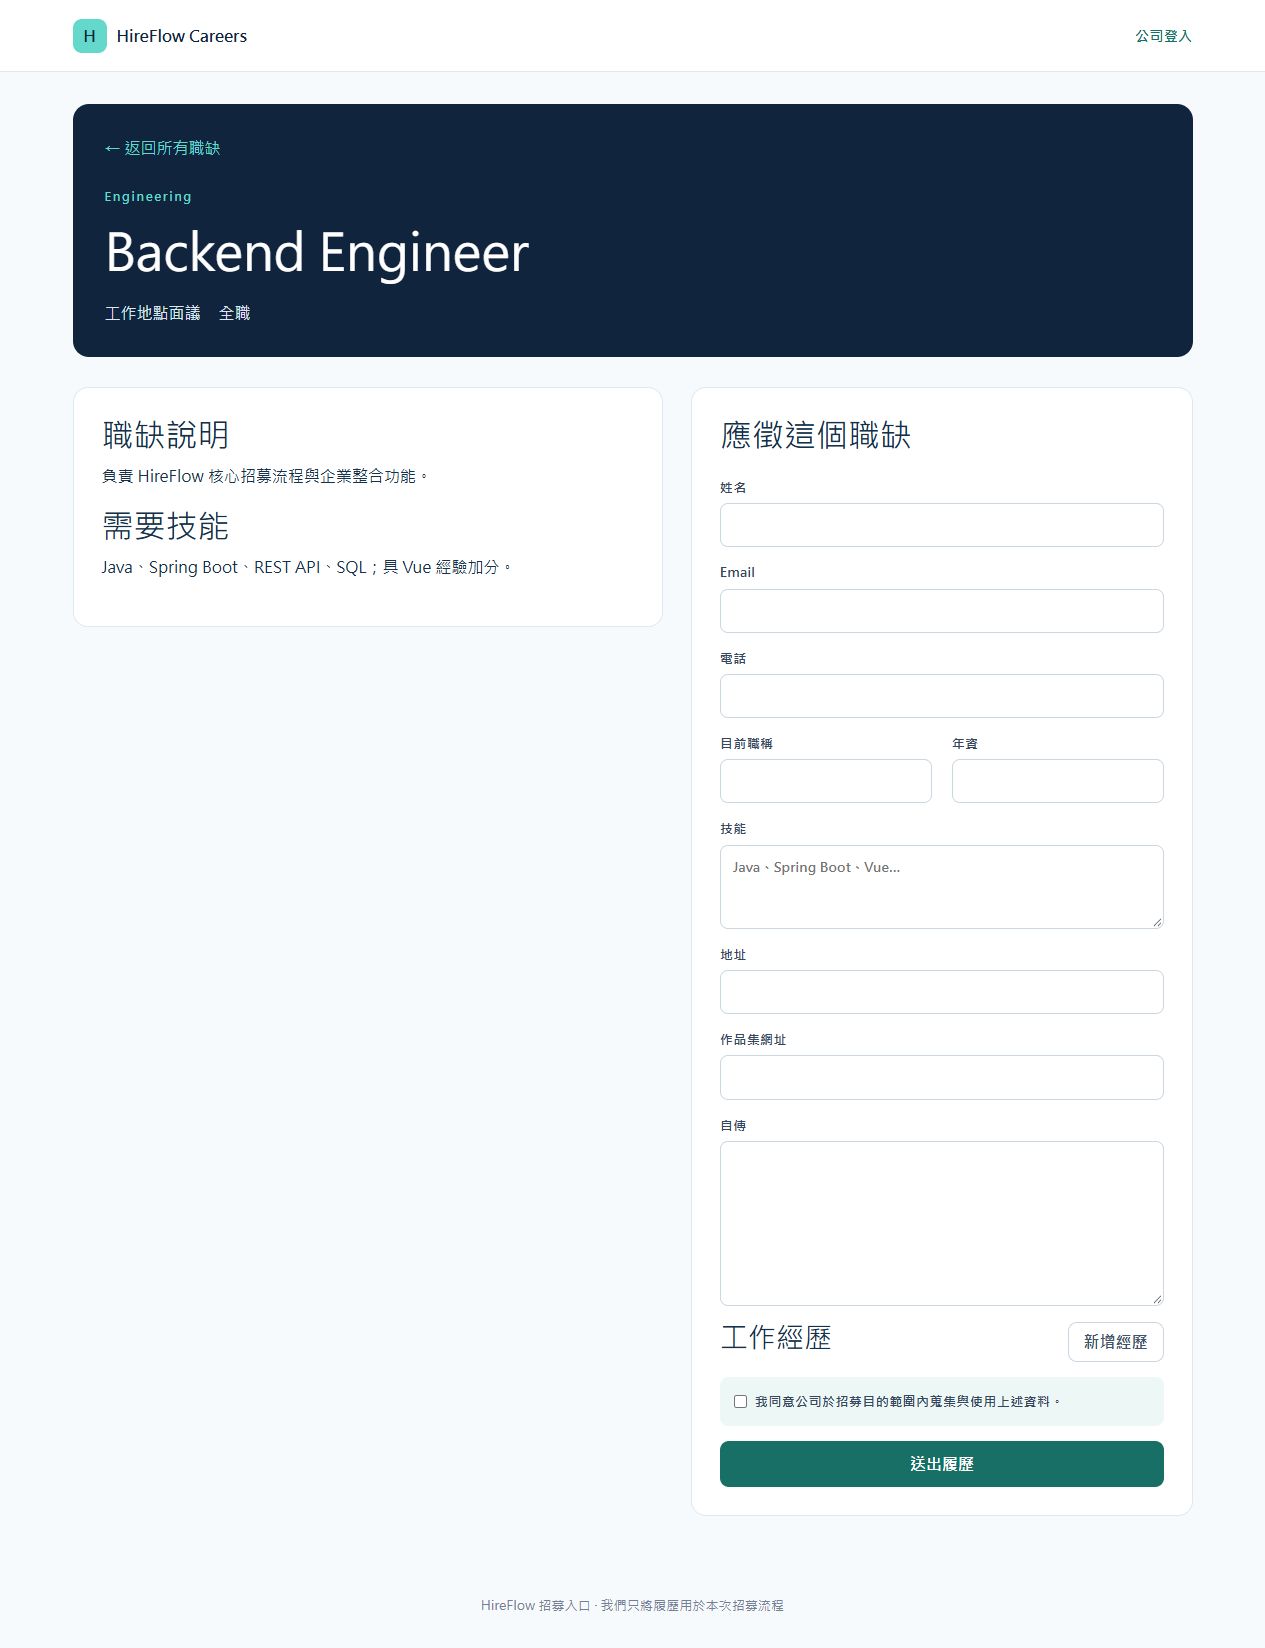 H HireFlow Careers
公司登入
← 返回所有職缺
Engineering
Backend Engineer
工作地點面議 全職
職缺說明
負責 HireFlow 核心招募流程與企業整合功能。
需要技能
Java、Spring Boot、REST API、SQL；具 Vue 經驗加分。
應徵這個職缺
姓名
Email
電話
目前職稱 年資
技能
Java、Spring Boot、Vue...
地址
作品集網址
自傳
工作經歷 新增經歷
我同意公司於招募目的範圍內蒐集與使用上述資料。
送出履歷
HireFlow 招募入口 · 我們只將履歷用於本次招募流程